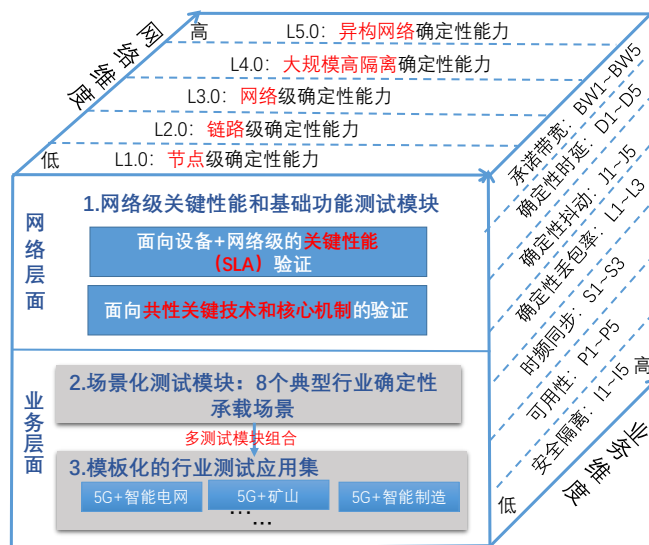 网络维度
高
L5.0: 异构网络确定性能力
L4.0: 大规模高隔离确定性能力
L3.0: 网络级确定性能力
L2.0: 链路级确定性能力
低
L1.0: 节点级确定性能力
承诺带宽: BW1~BW5
确定性时延: D1~D5
确定性抖动: J1~J5
确定性丢包率: L1~L3
时频同步: S1~S3
可用性: P1~P5
安全隔离: I1~I5
高
低
业务维度
网络层面
1.网络级关键性能和基础功能测试模块
面向设备+网络级的关键性能
（SLA）验证
面向共性关键技术和核心机制的验证
业务层面
2.场景化测试模块：8个典型行业确定性
承载场景
多测试模块组合
3.模板化的行业测试应用集
5G+智能电网
5G+矿山
5G+智能制造
...
...